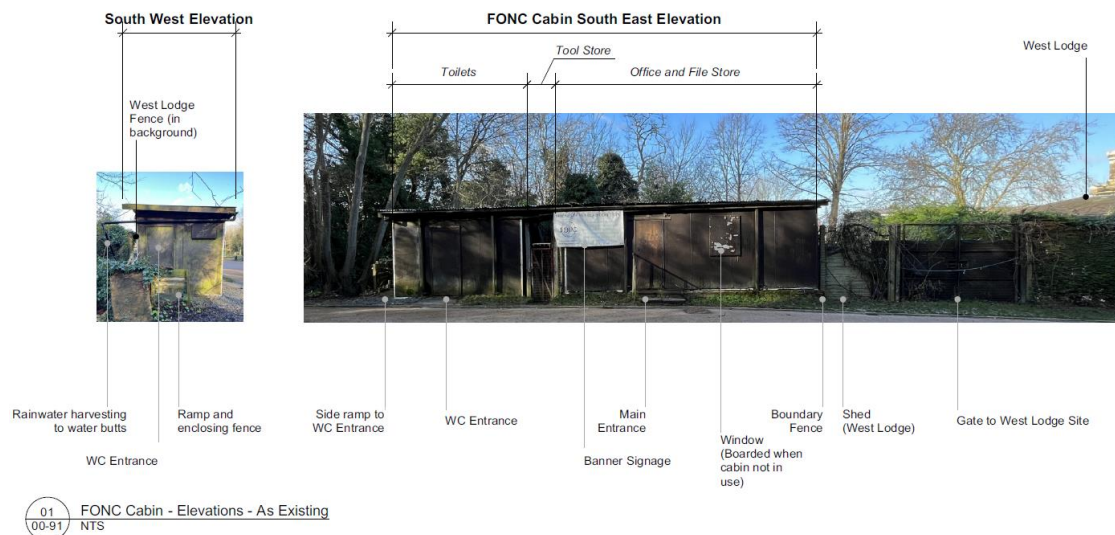 South West Elevation
FONC Cabin South East Elevation
Tool Store
West Lodge
Toilets
Office and File Store
West Lodge
Fence (in
background)
Rainwater harvesting
to water butts
Ramp and
enclosing fence
WC Entrance
Side ramp to
WC Entrance
WC Entrance
Banner Signage
Main
Entrance
Window
(Boarded when
cabin not in
use)
Boundary
Fence
Shed
(West Lodge)
Gate to West Lodge Site
01
00-91
FONC Cabin - Elevations - As Existing
NTS